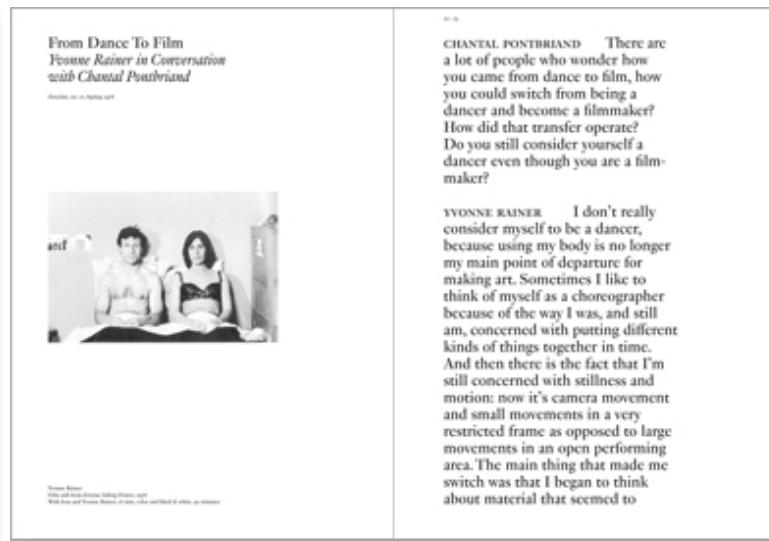 From Dance To Film
Yvonne Rainer in Conversation
with Chantal Pontbriand
CHANTAL PONTBRIAND There are
a lot of people who wonder how
you came from dance to film, how
you could switch from being a
dancer and become a filmmaker?
How did that transfer operate?
Do you still consider yourself a
dancer even though you are a film-
maker?
YVONNE RAINER I don't really
consider myself to be a dancer,
because using my body is no longer
my main point of departure for
making art. Sometimes I like to
think of myself as a choreographer
because of the way I was, and still
am, concerned with putting different
kinds of things together in time.
And then there is the fact that I'm
still concerned with stillness and
motion: now it's camera movement
and small movements in a very
restricted frame as opposed to large
movements in an open performing
area. The main thing that made me
switch was that I began to think
about material that seemed to
Yvonne Rainer